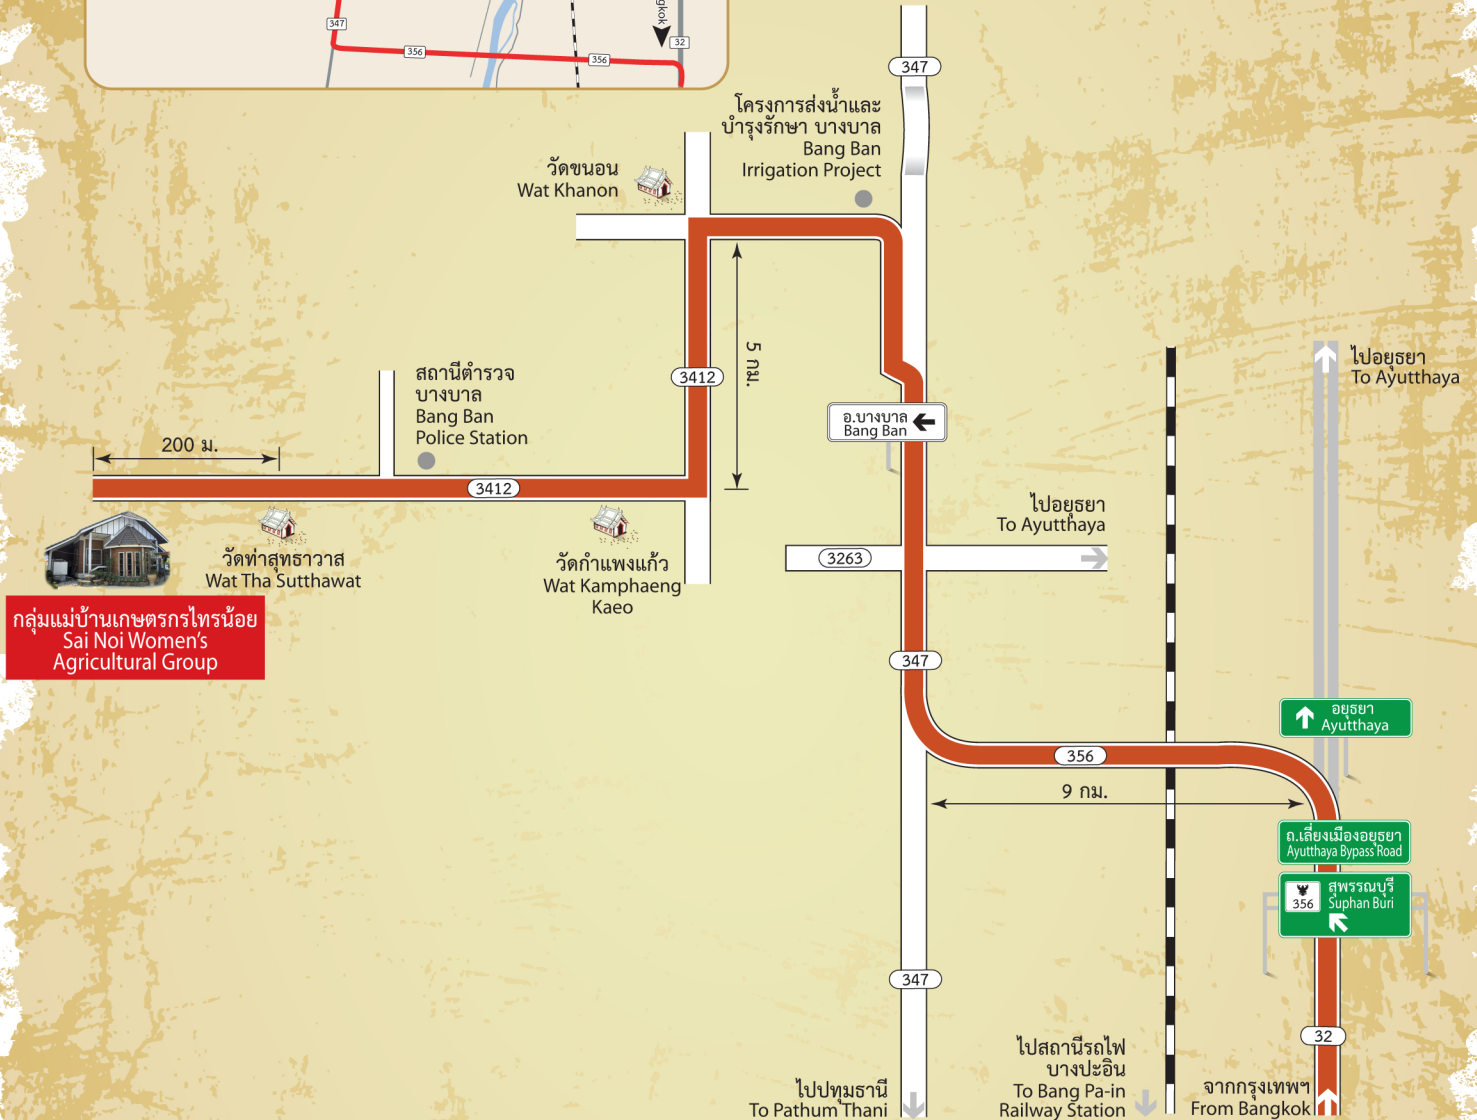 347
356
356
32
347
โครงการส่งน้ำและ
บำรุงรักษา บางบาล
Bang Ban
Irrigation Project
วัดขนอน
Wat Khanon
5 กม.
3412
สถานีตำรวจ
บางบาล
Bang Ban
Police Station
200 ม.
3412
อ.บางบาล
Bang Ban
ไปอยุธยา
To Ayutthaya
ไปอยุธยา
To Ayutthaya
3263
วัดท่าสุทธาวาส
Wat Tha Sutthawat
วัดกำแพงแก้ว
Wat Kamphaeng
Kaeo
กลุ่มแม่บ้านเกษตรกรไทรน้อย
Sai Noi Women's
Agricultural Group
347
อยุธยา
Ayutthaya
356
9 กม.
ถ.เลี่ยงเมืองอยุธยา
Ayutthaya Bypass Road
356
สุพรรณบุรี
Suphan Buri
347
32
ไปสถานีรถไฟ
บางปะอิน
To Bang Pa-in
Railway Station
ไปปทุมธานี
To Pathum Thani
จากกรุงเทพฯ
From Bangkok